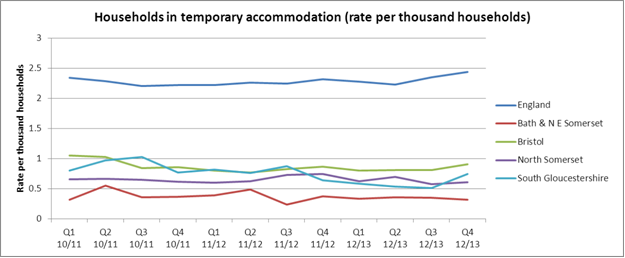 Households in temporary accommodation (rate per thousand households)
Rate per thousand households
3
2.5
2
1.5
1
0.5
0
Q1 Q2 Q3 Q4 Q1 Q2 Q3 Q4 Q1 Q2 Q3 Q4
10/11 10/11 10/11 10/11 11/12 11/12 11/12 11/12 12/13 12/13 12/13 12/13
England
Bath & N E Somerset
Bristol
North Somerset
South Gloucestershire